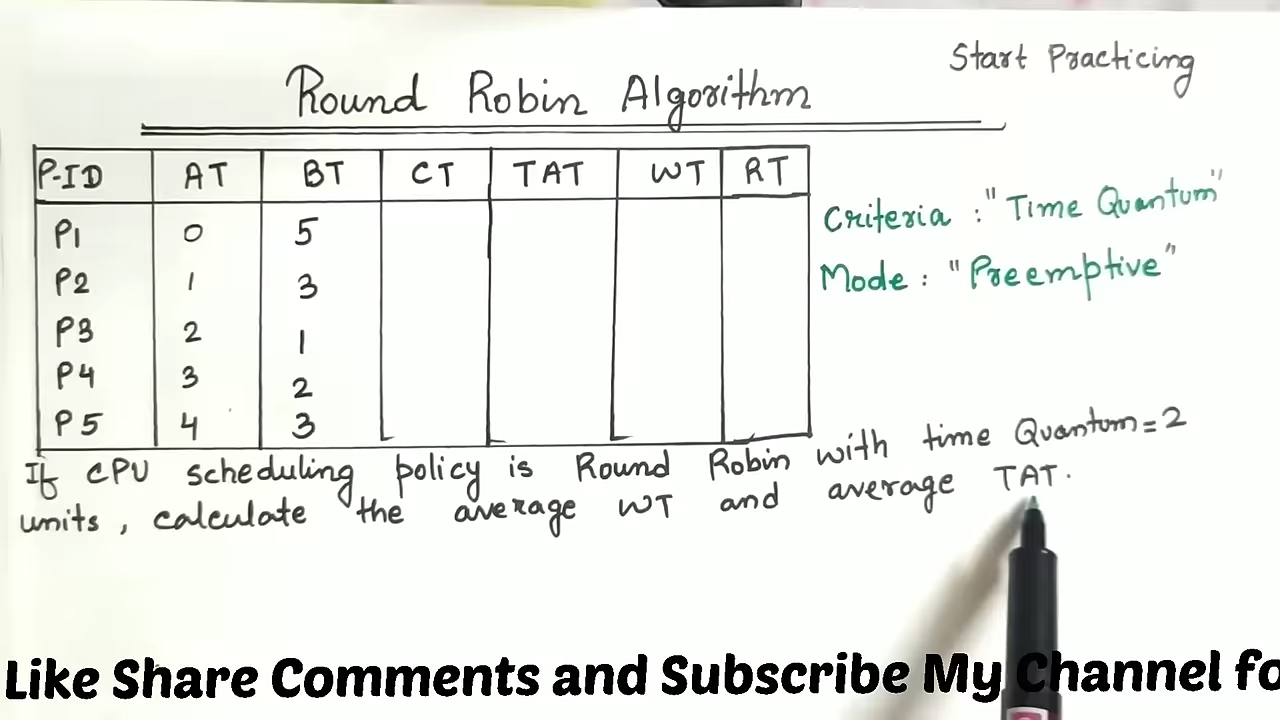 Start Practicing
Round Robin Algorithm
P-ID AT BT CT TAT WT RT
P1 0 5
P2 1 3
P3 2 1
P4 3 2
P5 4 3
Criteria : "Time Quantum"
Mode : "Preemptive"
If CPU scheduling policy is Round Robin with time Quantum = 2
units, calculate the average WT and average TAT.
Like Share Comments and Subscribe My Channel fo